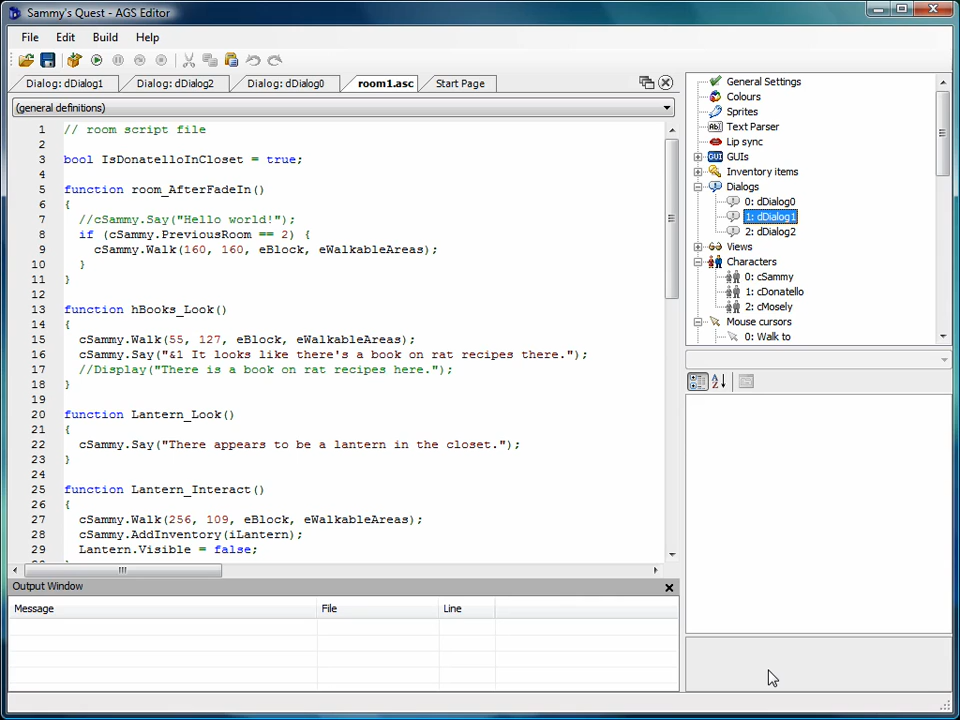 Sammy's Quest - AGS Editor
File Edit Build Help
Dialog: dDialog1 Dialog: dDialog2 Dialog: dDialog0 room1.asc Start Page
(general definitions)
1 // room script file
2
3 bool IsDonatelloInCloset = true;
4
5 function room_AfterFadeIn()
6 {
7 //cSammy.Say("Hello world!");
8 if (cSammy.PreviousRoom == 2) {
9 cSammy.Walk(160, 160, eBlock, eWalkableAreas);
10 }
11 }
12
13 function hBooks_Look()
14 {
15 cSammy.Walk(55, 127, eBlock, eWalkableAreas);
16 cSammy.Say("&1 It looks like there's a book on rat recipes there.");
17 //Display("There is a book on rat recipes here.");
18 }
19
20 function Lantern_Look()
21 {
22 cSammy.Say("There appears to be a lantern in the closet.");
23 }
24
25 function Lantern_Interact()
26 {
27 cSammy.Walk(256, 109, eBlock, eWalkableAreas);
28 cSammy.AddInventory(iLantern);
29 Lantern.Visible = false;
General Settings
Colours
Sprites
Abl Text Parser
Lip sync
GUI GUIs
Inventory items
Dialogs
0: dDialog0
1: dDialog1
2: dDialog2
Views
Characters
0: cSammy
1: cDonatello
2: cMosely
Mouse cursors
0: Walk to
Output Window
Message File Line